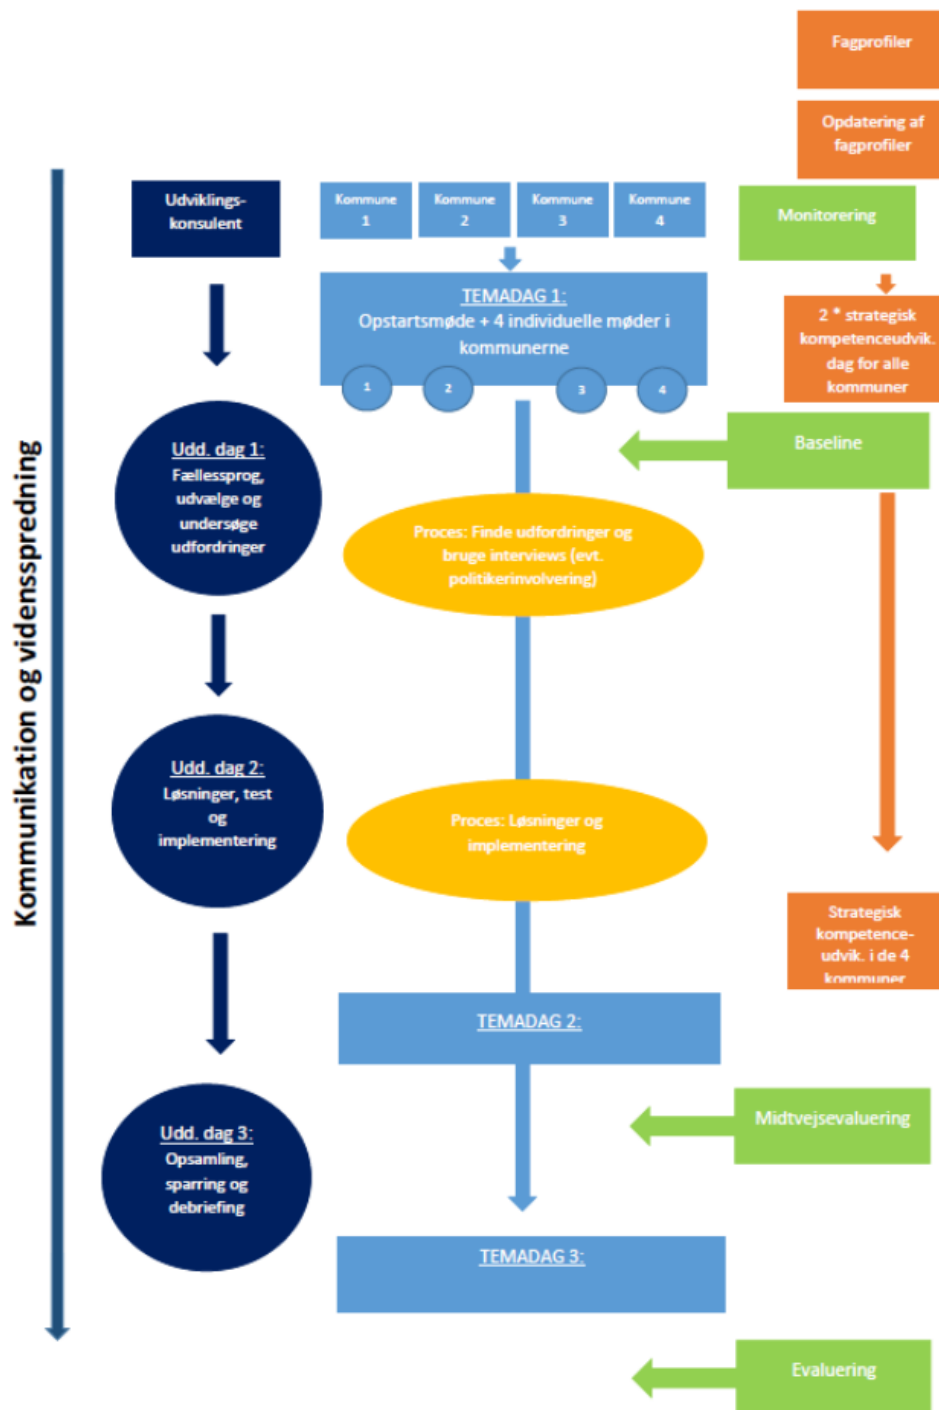 Kommunikation og vidensspredning
Fagprofiler
Opdatering af
fagprofiler
Udviklings-
konsulent
Kommune
1
Kommune
2
Kommune
3
Kommune
4
Monitorering
TEMADAG 1:
Opstartsmøde + 4 individuelle møder i
kommunerne
1
2
3
4
2 * strategisk
kompetenceudvik.
dag for alle
kommuner
Udd. dag 1:
Fællessprog,
udvælge og
undersøge
udfordringer
Baseline
Proces: Finde udfordringer og
bruge interviews (evt.
politikerinvolvering)
Udd. dag 2:
Løsninger, test
og
implementering
Proces: Løsninger og
implementering
Strategisk
kompetence-
udvik. i de 4
kommuner
TEMADAG 2:
Udd. dag 3:
Opsamling,
sparring og
debriefing
Midtvejsevaluering
TEMADAG 3:
Evaluering